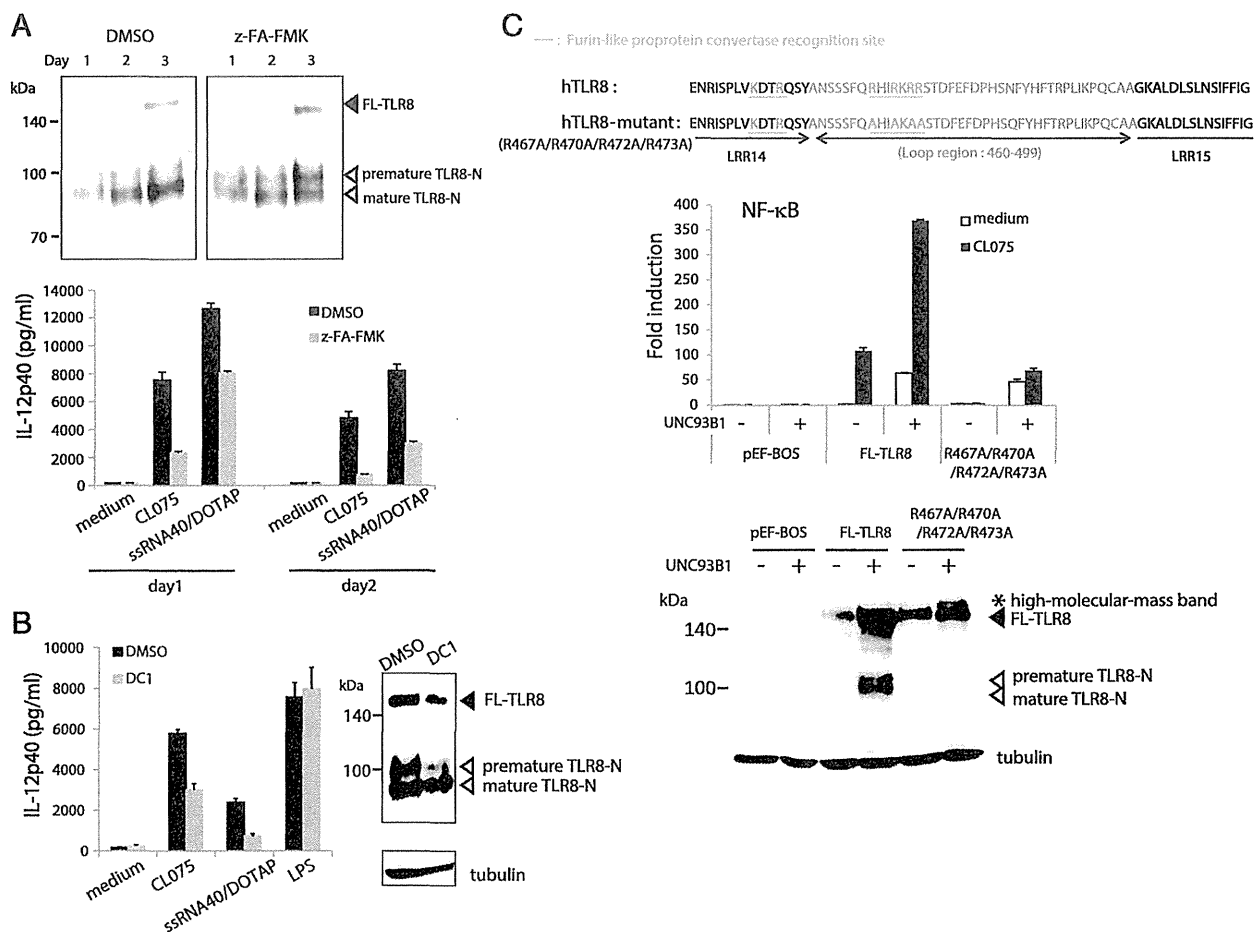 A
DMSO z-FA-FMK
Day 1 2 3 1 2 3
kDa
140
100
70
FL-TLR8
premature TLR8-N
mature TLR8-N
IL-12p40 (pg/ml)
14000
12000
10000
8000
6000
4000
2000
0
DMSO
z-FA-FMK
medium
CL075
ssRNA40/DOTAP
medium
CL075
ssRNA40/DOTAP
day1 day2
B
IL-12p40 (pg/ml)
10000
8000
6000
4000
2000
0
DMSO
DC1
medium
CL075
ssRNA40/DOTAP
LPS
DMSO DC1
kDa
140
100
FL-TLR8
premature TLR8-N
mature TLR8-N
tubulin
C
: Furin-like proprotein convertase recognition site
hTLR8 : ENRISPLVKDTRQSYANSSSFQRHIRKRRSTDFEFDPHSNFYHFTRPLIKPQCAAGKALDLSLNSIFFIG
hTLR8-mutant : ENRISPLVKDTRQSYANSSSFQAHIAKAASTDFEFDPHSQFYHFTRPLIKPQCAAGKALDLSLNSIFFIG
(R467A/R470A/R472A/R473A)
LRR14 (Loop region : 460-499) LRR15
NF-κB
Fold induction
400
350
300
250
200
150
100
50
0
medium
CL075
UNC93B1 - + - + - +
pEF-BOS FL-TLR8 R467A/R470A
/R472A/R473A
pEF-BOS FL-TLR8 R467A/R470A
/R472A/R473A
UNC93B1 - + - + - +
kDa
140
100
* high-molecular-mass band
FL-TLR8
premature TLR8-N
mature TLR8-N
tubulin